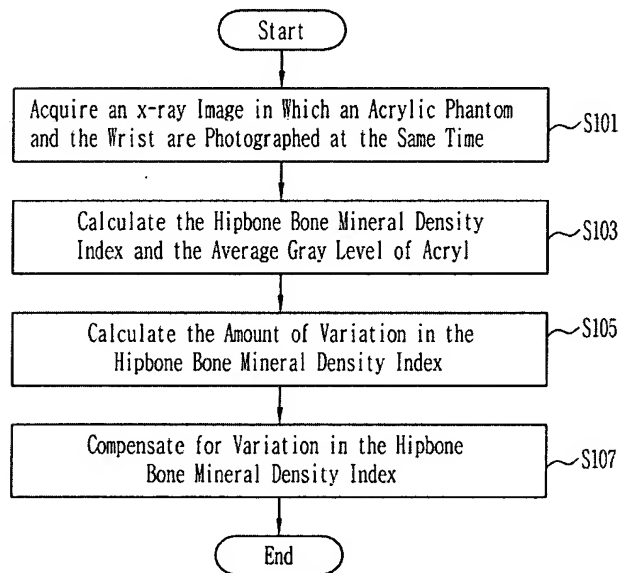 Start
Acquire an x-ray Image in Which an Acrylic Phantom
and the Wrist are Photographed at the Same Time
S101
Calculate the Hipbone Bone Mineral Density
Index and the Average Gray Level of Acryl
S103
Calculate the Amount of Variation in the
Hipbone Bone Mineral Density Index
S105
Compensate for Variation in the Hipbone
Bone Mineral Density Index
S107
End